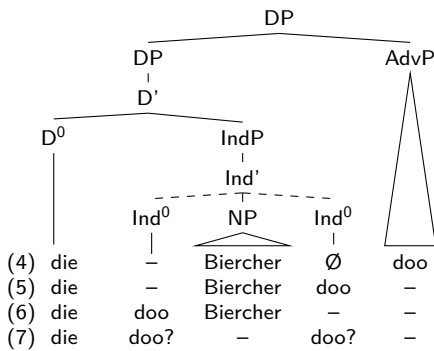 DP
DP AdvP
D’
D⁰ IndP
Ind’
Ind⁰ NP Ind⁰
(4) die – Biercher Ø doo
(5) die – Biercher doo –
(6) die doo Biercher – –
(7) die doo? – doo? –